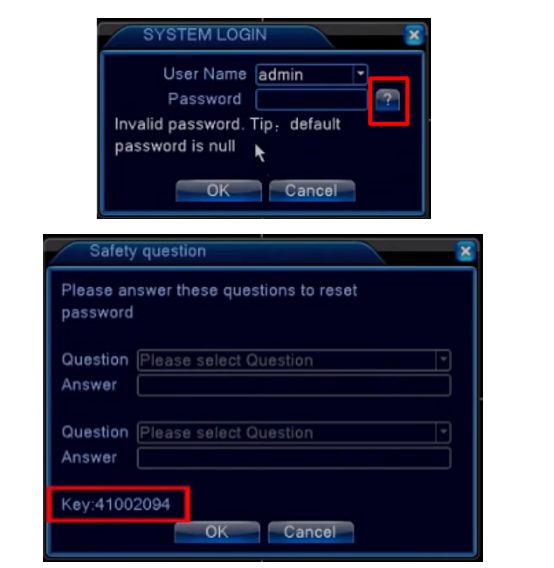 SYSTEM LOGIN
User Name admin
Password ?
Invalid password. Tip: default
password is null
OK Cancel
Safety question
Please answer these questions to reset
password
Question Please select Question
Answer
Question Please select Question
Answer
Key:41002094
OK Cancel